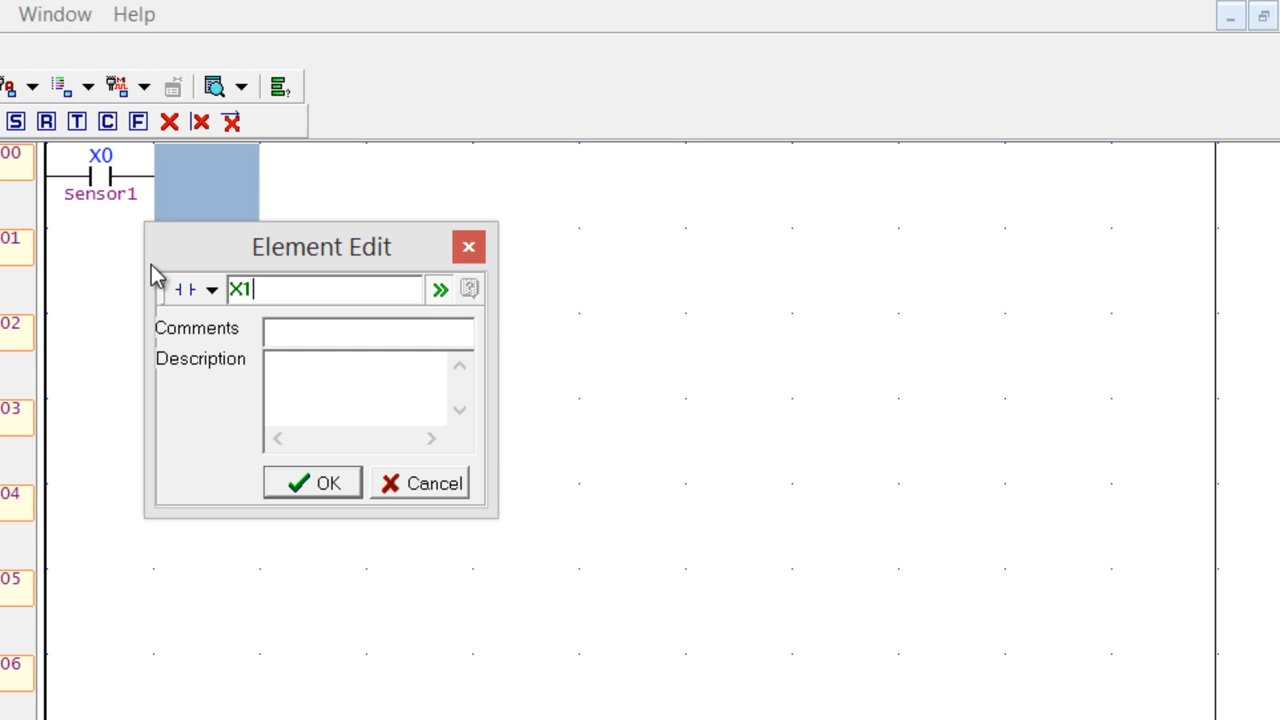 Window Help
S R T C F
00
X0
Sensor1
Element Edit
01
X1
02
Comments
Description
03
04
OK Cancel
05
06